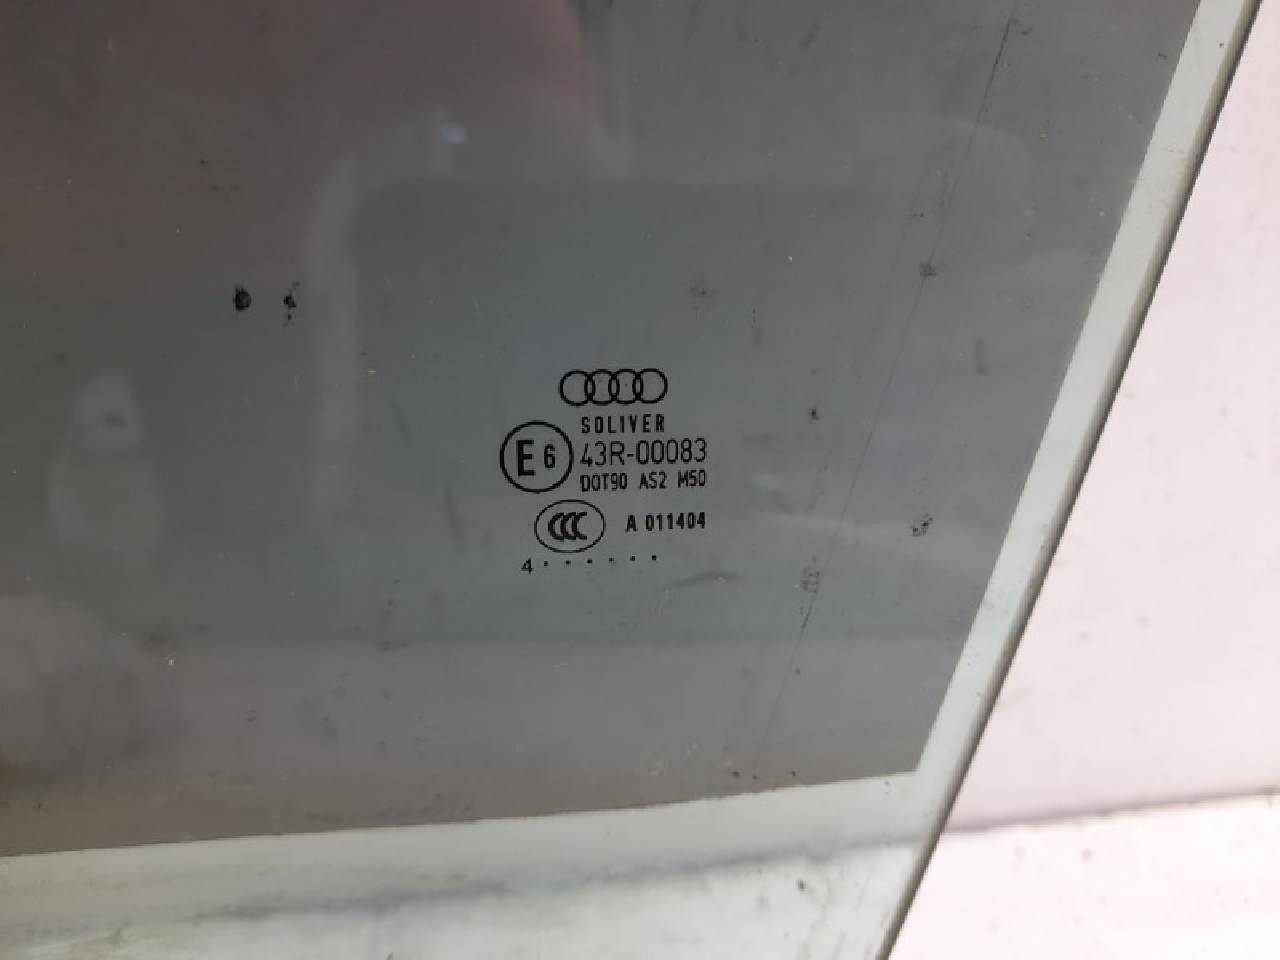 SOLIVER
E6 43R-00083
DOT90 AS2 M50
CCC A 011404
4 · · · · · ·